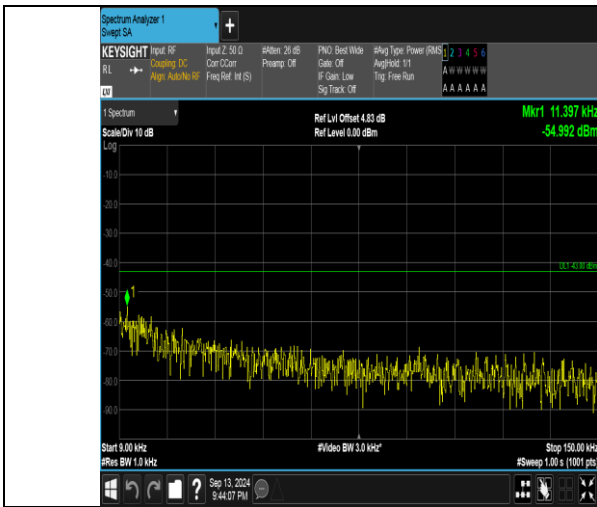 Spectrum Analyzer 1
Swept SA
KEYSIGHT
RL
LXI
Input: RF
Coupling: DC
Align: Auto/No RF
Input Z: 50 Ω
Corr CCorr
Freq Ref: Int (S)
#Atten: 26 dB
Preamp: Off
PNO: Best Wide
Gate: Off
IF Gain: Low
Sig Track: Off
#Avg Type: Power (RMS
Avg|Hold: 1/1
Trig: Free Run
1 2 3 4 5 6
A W W W W W
A A A A A A
1 Spectrum
Scale/Div 10 dB
Log
Ref Lvl Offset 4.83 dB
Ref Level 0.00 dBm
Mkr1 11.397 kHz
-54.992 dBm
-10.0
-20.0
-30.0
-40.0
DL1 -43.00 dBm
-50.0
1
-60.0
-70.0
-80.0
-90.0
Start 9.00 kHz
#Res BW 1.0 kHz
#Video BW 3.0 kHz*
Stop 150.00 kHz
#Sweep 1.00 s (1001 pts)
?
Sep 13, 2024
9:44:07 PM